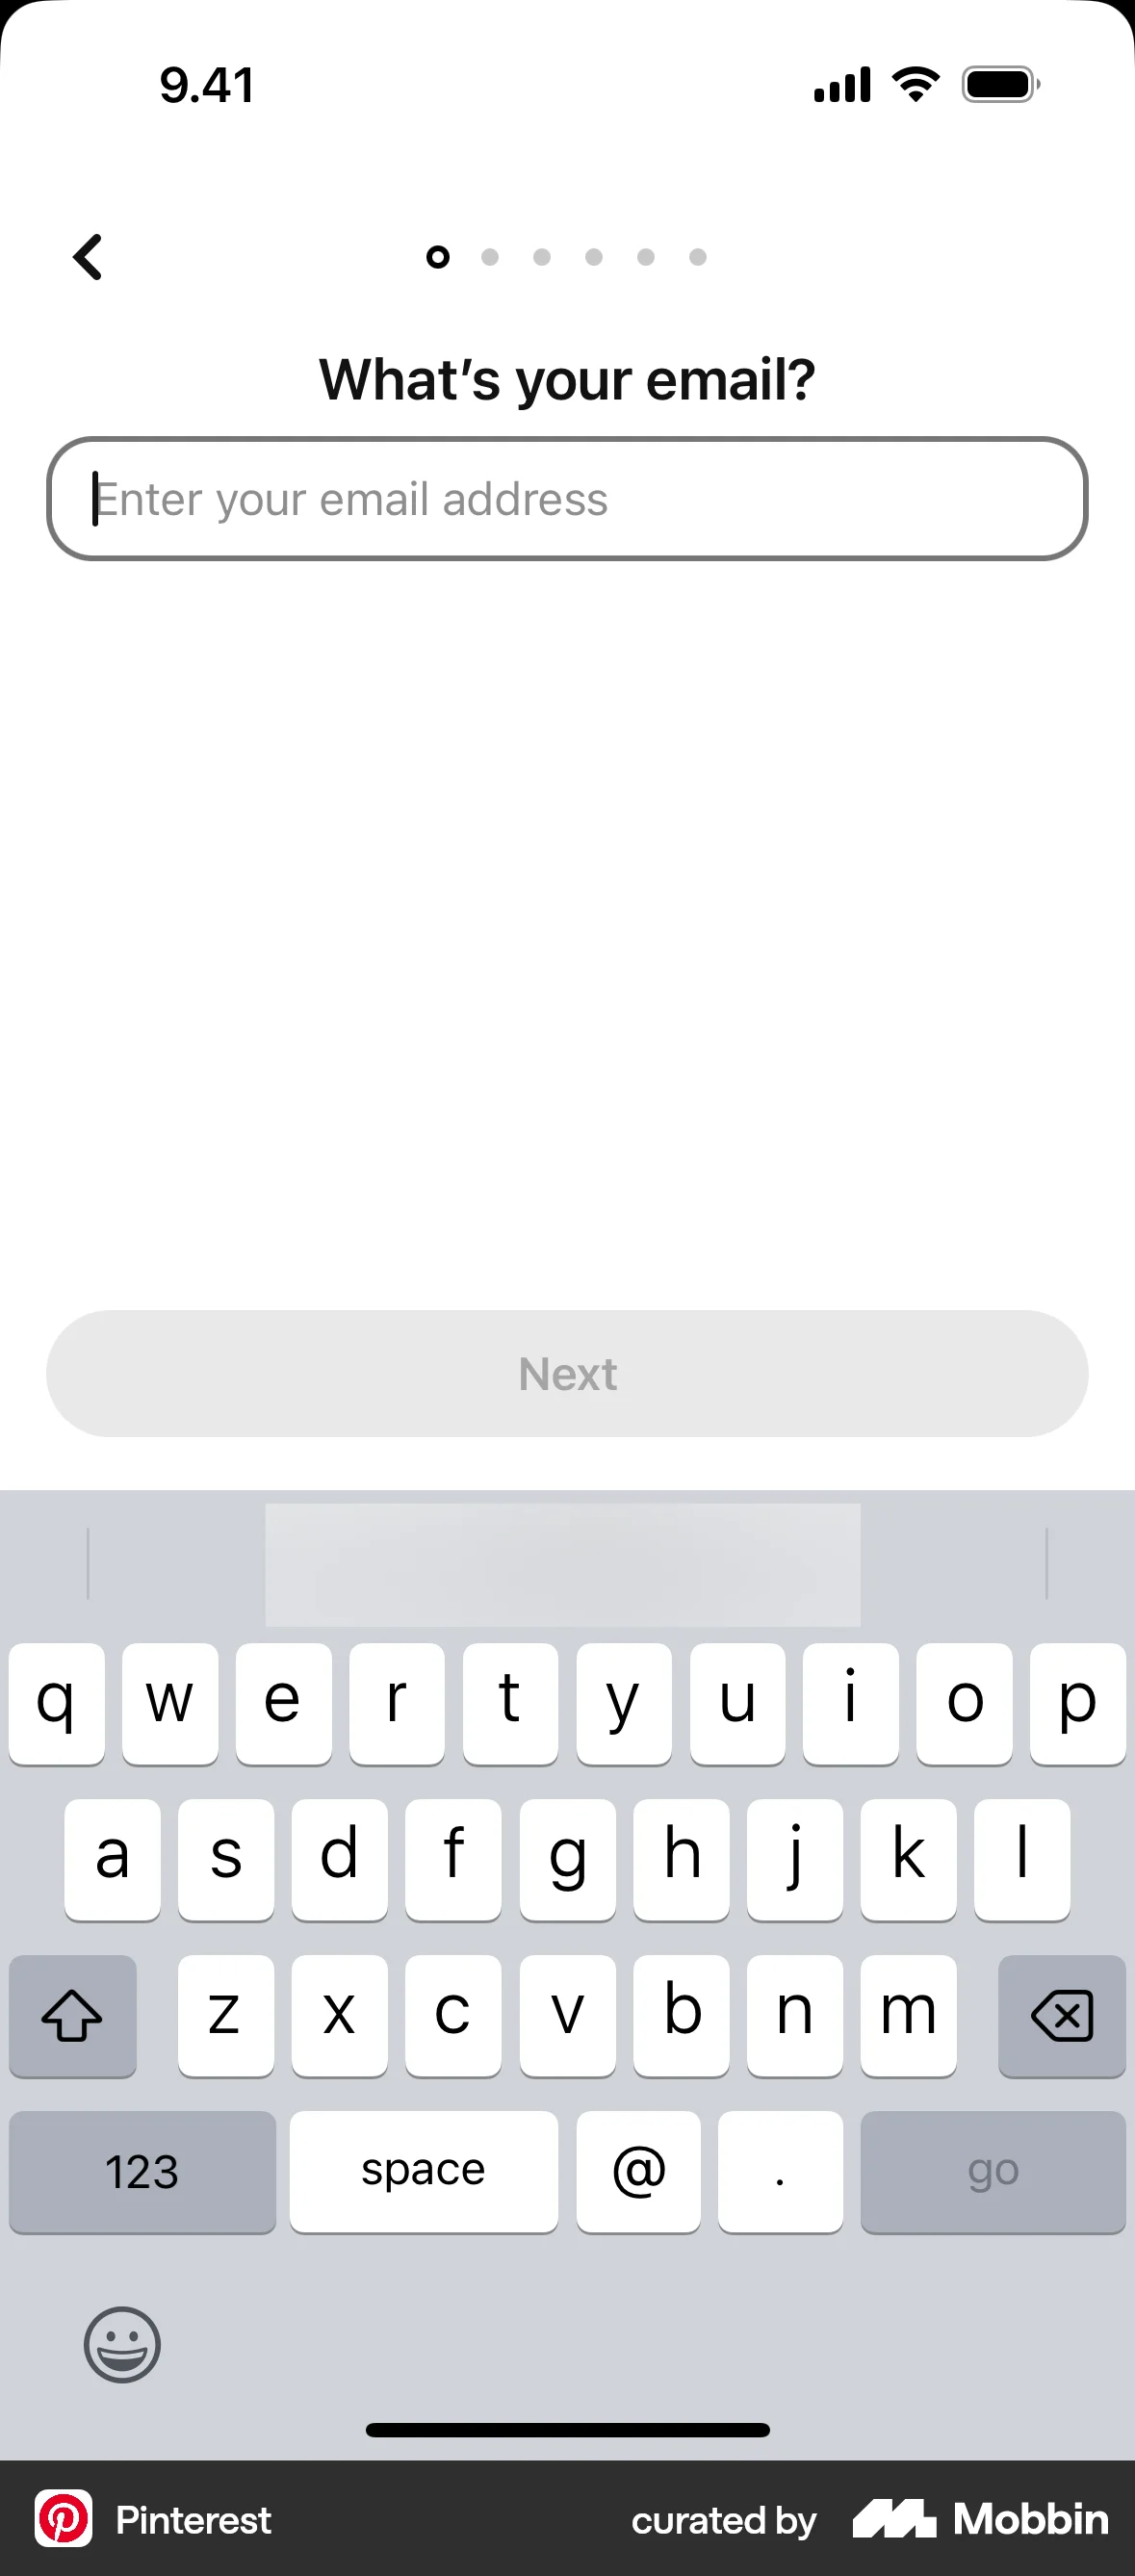 9.41
What's your email?
Enter your email address
Next
q w e r t y u i o p
a s d f g h j k l
z x c v b n m
123 space @ . go
Pinterest curated by Mobbin